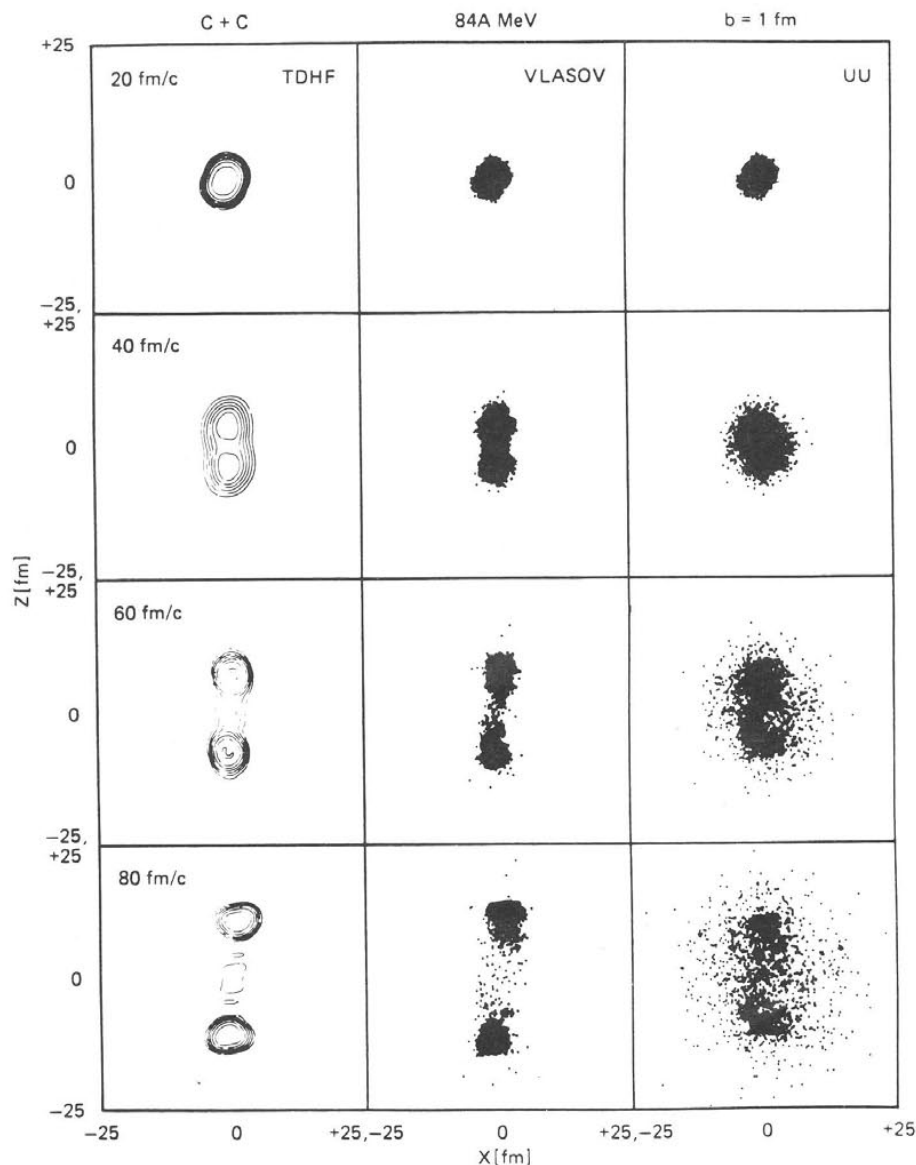 C + C 84A MeV b = 1 fm
+25
20 fm/c TDHF VLASOV UU
0
−25,
+25
40 fm/c
0
−25,
+25
Z [fm]
60 fm/c
0
−25,
+25
80 fm/c
0
−25
−25 0 +25,−25 0 +25,−25 0 +25
X [fm]